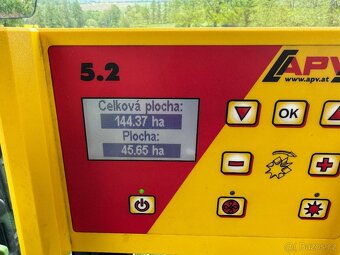 5.2
APV
www.apv.at
Celková plocha:
144.37 ha
Plocha:
45.65 ha
OK